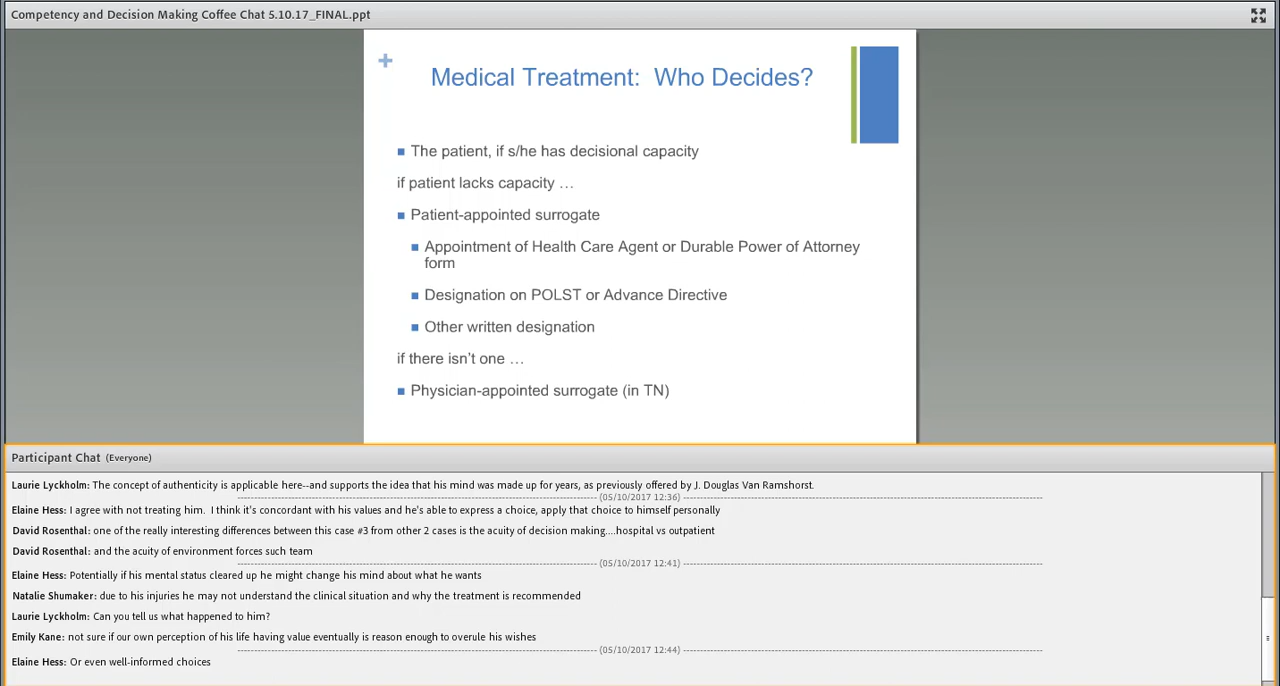 Competency and Decision Making Coffee Chat 5.10.17_FINAL.ppt
+
Medical Treatment: Who Decides?
The patient, if s/he has decisional capacity
if patient lacks capacity …
Patient-appointed surrogate
Appointment of Health Care Agent or Durable Power of Attorney
form
Designation on POLST or Advance Directive
Other written designation
if there isn't one …
Physician-appointed surrogate (in TN)
Participant Chat (Everyone)
Laurie Lyckholm: The concept of authenticity is applicable here--and supports the idea that his mind was made up for years, as previously offered by J. Douglas Van Ramshorst.
(05/10/2017 12:36)
Elaine Hess: I agree with not treating him. I think it's concordant with his values and he's able to express a choice, apply that choice to himself personally
David Rosenthal: one of the really interesting differences between this case #3 from other 2 cases is the acuity of decision making....hospital vs outpatient
David Rosenthal: and the acuity of environment forces such team
(05/10/2017 12:41)
Elaine Hess: Potentially if his mental status cleared up he might change his mind about what he wants
Natalie Shumaker: due to his injuries he may not understand the clinical situation and why the treatment is recommended
Laurie Lyckholm: Can you tell us what happened to him?
Emily Kane: not sure if our own perception of his life having value eventually is reason enough to overule his wishes
(05/10/2017 12:44)
Elaine Hess: Or even well-informed choices